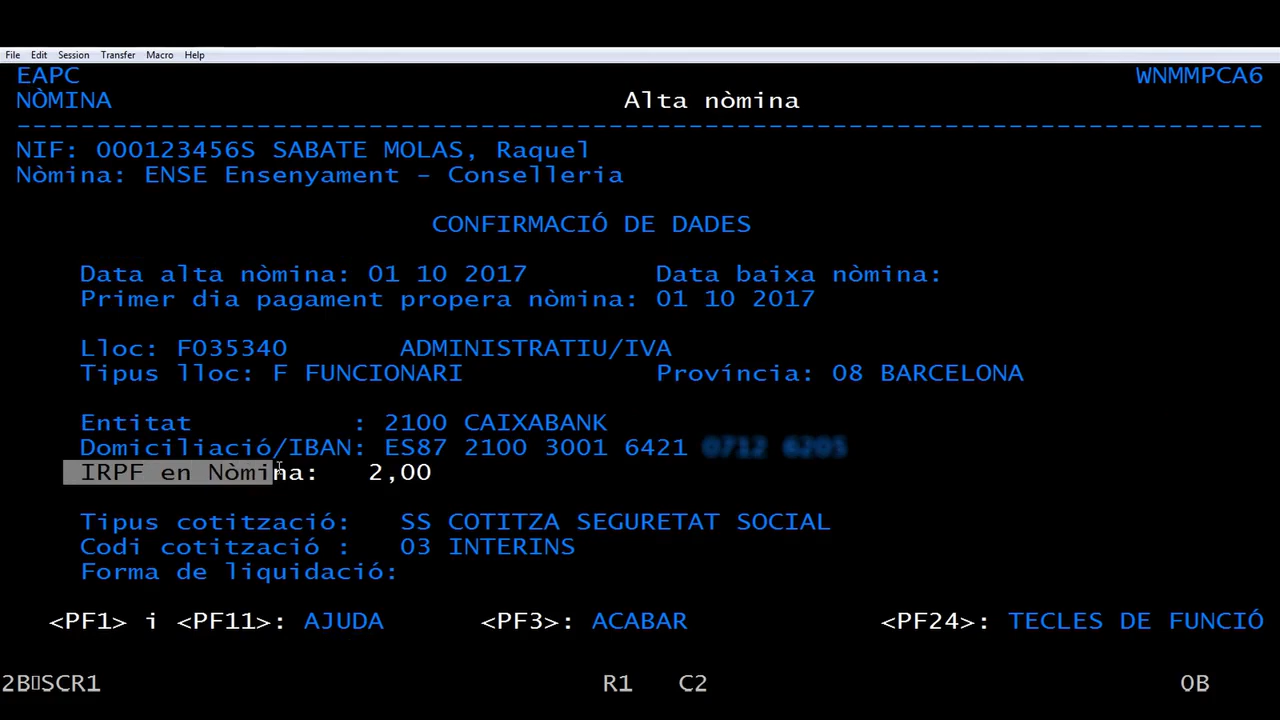 File Edit Session Transfer Macro Help
EAPC WNMMPCA6
NÒMINA Alta nòmina
------------------------------------------------------------------------------
NIF: 000123456S SABATE MOLAS, Raquel
Nòmina: ENSE Ensenyament - Conselleria
CONFIRMACIÓ DE DADES
Data alta nòmina: 01 10 2017 Data baixa nòmina:
Primer dia pagament propera nòmina: 01 10 2017
Lloc: F035340 ADMINISTRATIU/IVA
Tipus lloc: F FUNCIONARI Província: 08 BARCELONA
Entitat : 2100 CAIXABANK
Domiciliació/IBAN: ES87 2100 3001 6421
IRPF en Nòmina: 2,00
Tipus cotització: SS COTITZA SEGURETAT SOCIAL
Codi cotització : 03 INTERINS
Forma de liquidació:
<PF1> i <PF11>: AJUDA <PF3>: ACABAR <PF24>: TECLES DE FUNCIÓ
2B▯SCR1 R1 C2 0B